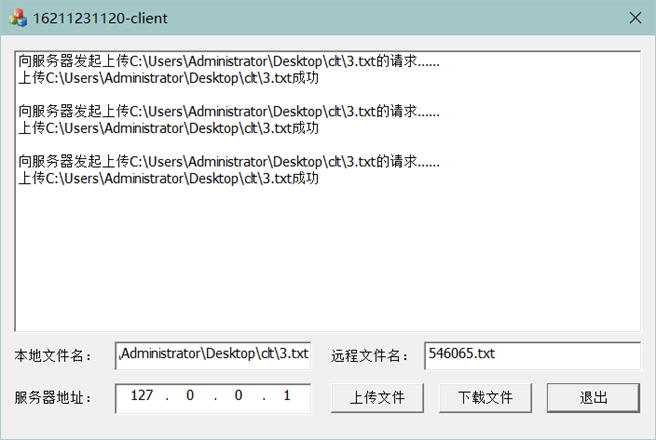 16211231120-client
向服务器发起上传C:\Users\Administrator\Desktop\clt\3.txt的请求......
上传C:\Users\Administrator\Desktop\clt\3.txt成功
向服务器发起上传C:\Users\Administrator\Desktop\clt\3.txt的请求......
上传C:\Users\Administrator\Desktop\clt\3.txt成功
向服务器发起上传C:\Users\Administrator\Desktop\clt\3.txt的请求......
上传C:\Users\Administrator\Desktop\clt\3.txt成功
本地文件名： \Administrator\Desktop\clt\3.txt 远程文件名： 546065.txt
服务器地址： 127 . 0 . 0 . 1 上传文件 下载文件 退出